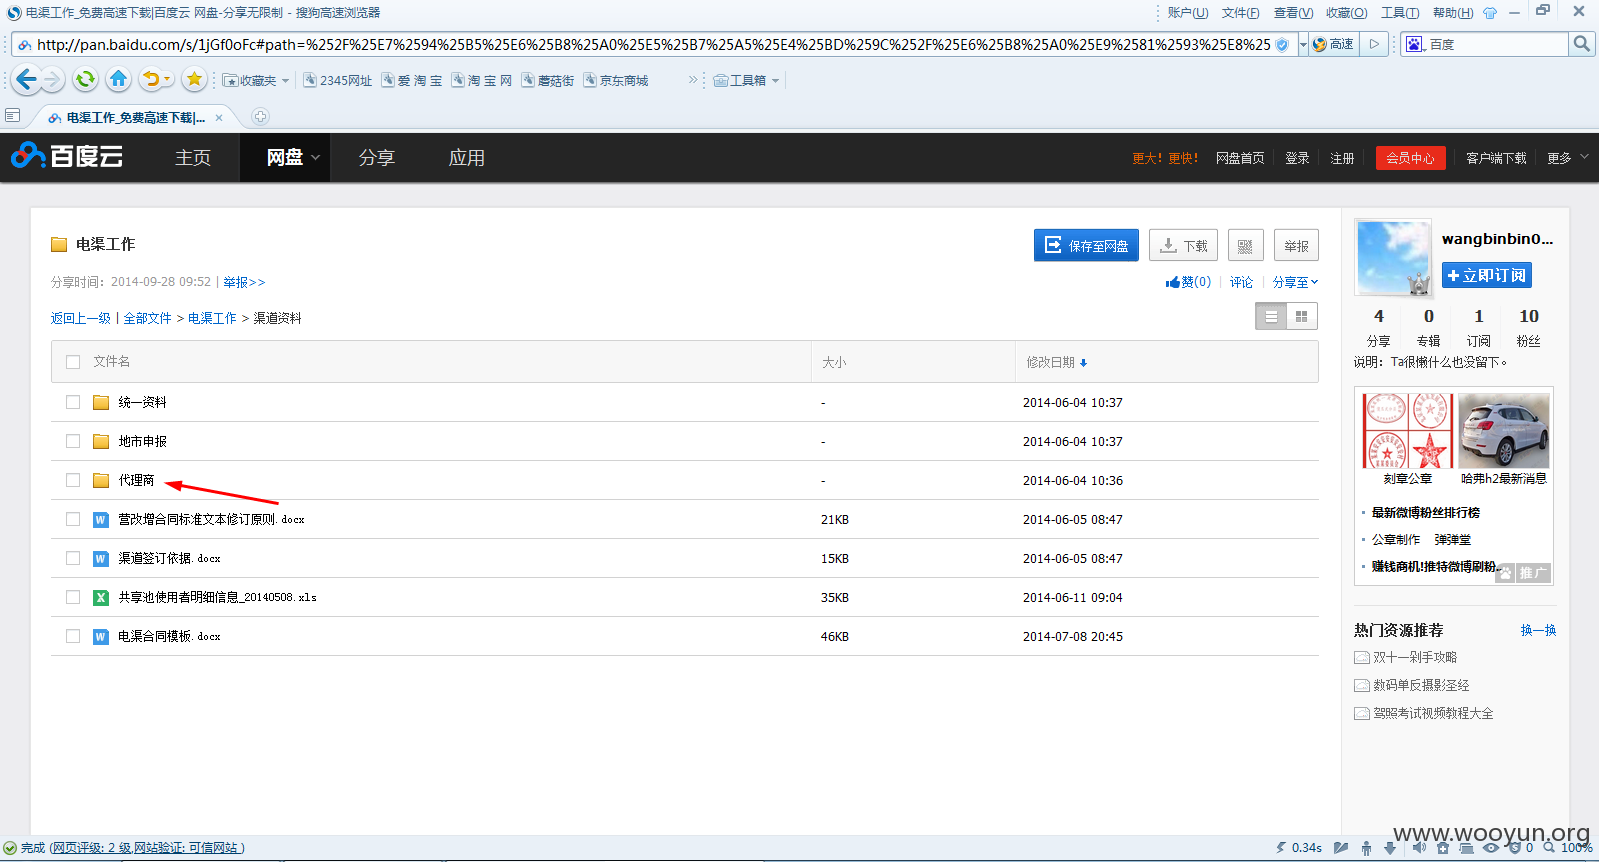 电渠工作_免费高速下载|百度云 网盘-分享无限制 - 搜狗高速浏览器
账户(U) 文件(F) 查看(V) 收藏(O) 工具(T) 帮助(H)
http://pan.baidu.com/s/1jGf0oFc#path=%252F%25E7%2594%25B5%25E6%25B8%25A0%25E5%25B7%25A5%25E4%25BD%259C%252F%25E6%25B8%25A0%25E9%2581%2593%25E8%25
高速
百度
收藏夹 2345网址 爱 淘 宝 淘 宝 网 蘑菇街 京东商城 » 工具箱
电渠工作_免费高速下载|...
百度云 主页 网盘 分享 应用
更大! 更快! 网盘首页 登录 注册 会员中心 客户端下载 更多
电渠工作
保存至网盘 下载 举报
分享时间: 2014-09-28 09:52 | 举报>>
赞(0) 评论 分享至
返回上一级 | 全部文件 > 电渠工作 > 渠道资料
文件名 大小 修改日期
统一资料 - 2014-06-04 10:37
地市申报 - 2014-06-04 10:37
代理商 - 2014-06-04 10:36
营改增合同标准文本修订原则.docx 21KB 2014-06-05 08:47
渠道签订依据.docx 15KB 2014-06-05 08:47
共享池使用者明细信息_20140508.xls 35KB 2014-06-11 09:04
电渠合同模板.docx 46KB 2014-07-08 20:45
wangbinbin0...
+立即订阅
4 0 1 10
分享 专辑 订阅 粉丝
说明: Ta很懒什么也没留下。
刻章公章 哈弗h2最新消息
最新微博粉丝排行榜
公章制作 弹弹堂
赚钱商机!推特微博刷粉..
推广
热门资源推荐 换一换
双十一剁手攻略
数码单反摄影圣经
驾照考试视频教程大全
www.wooyun.org
完成 (网页评级: 2 级,网站验证: 可信网站 )
0.34s 0 100%